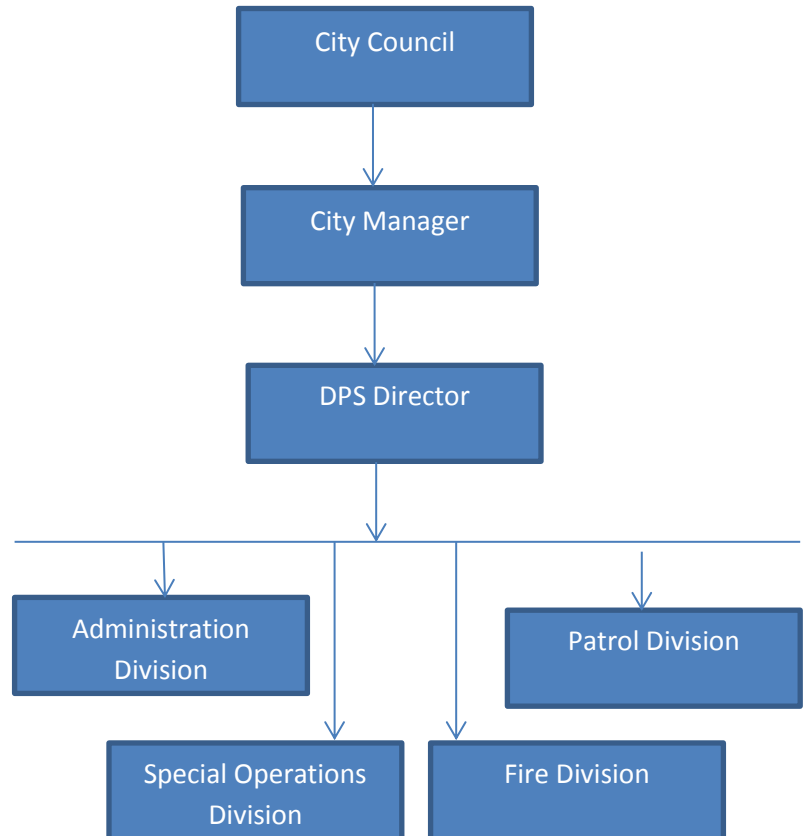 City Council
City Manager
DPS Director
Administration
Division
Patrol Division
Special Operations
Division
Fire Division